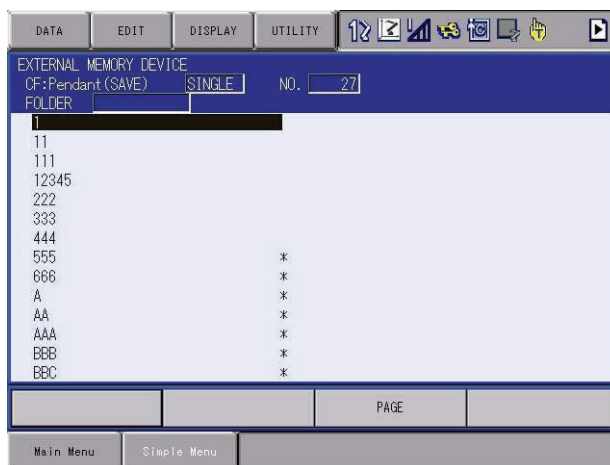 DATA EDIT DISPLAY UTILITY
EXTERNAL MEMORY DEVICE
CF:Pendant(SAVE) SINGLE NO. 27
FOLDER
1
11
111
12345
222
333
444
555 *
666 *
A *
AA *
AAA *
BBB *
BBC *
PAGE
Main Menu Simple Menu